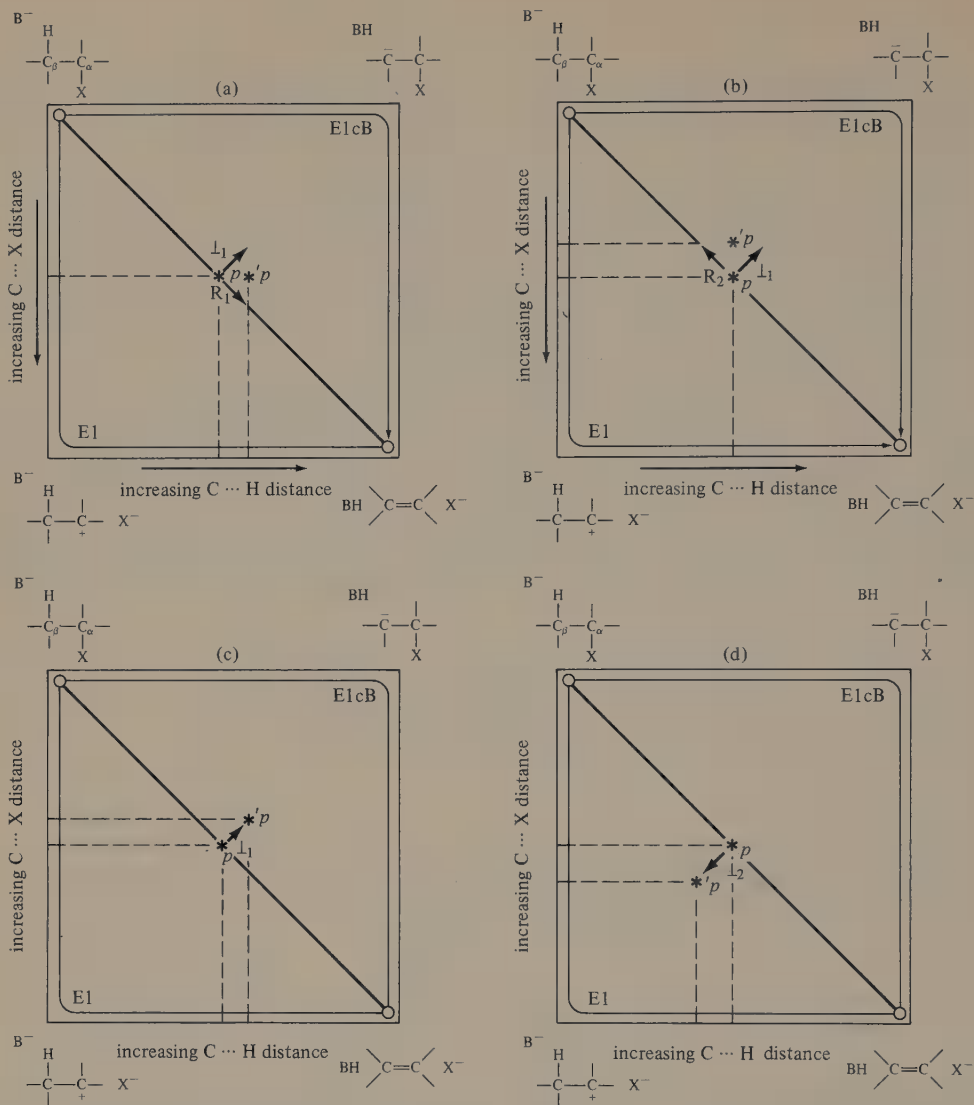 B⁻
H
—C_β—C_α—
X
BH
—C̄—C—
X
(a)
E1cB
⊥₁
p
'p
R₁
E1
increasing C ··· X distance
increasing C ··· H distance
B⁻
H
—C—C—
+
X⁻
BH
C=C
X⁻
B⁻
H
—C_β—C_α—
X
BH
—C̄—C—
X
(b)
E1cB
'p
R₂
p
⊥₁
E1
increasing C ··· X distance
increasing C ··· H distance
B⁻
H
—C—C—
+
X⁻
BH
C=C
X⁻
B⁻
H
—C_β—C_α—
X
BH
—C̄—C—
X
(c)
E1cB
'p
p
⊥₁
E1
increasing C ··· X distance
increasing C ··· H distance
B⁻
H
—C—C—
+
X⁻
BH
C=C
X⁻
B⁻
H
—C_β—C_α—
X
BH
—C̄—C—
X
(d)
E1cB
p
'p
⊥₂
E1
increasing C ··· X distance
increasing C ··· H distance
B⁻
H
—C—C—
+
X⁻
BH
C=C
X⁻